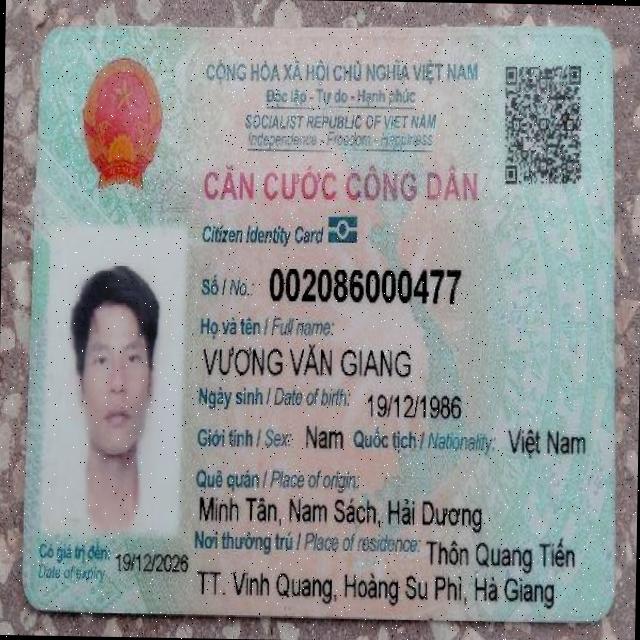 CỘNG HÒA XÃ HỘI CHỦ NGHĨA VIỆT NAM
Độc lập - Tự do - Hạnh phúc
SOCIALIST REPUBLIC OF VIET NAM
Independence - Freedom - Happiness
CĂN CƯỚC CÔNG DÂN
Citizen Identity Card
Số / No.: 002086000477
Họ và tên / Full name:
VƯƠNG VĂN GIANG
Ngày sinh / Date of birth: 19/12/1986
Giới tính / Sex: Nam Quốc tịch / Nationality: Việt Nam
Quê quán / Place of origin:
Minh Tân, Nam Sách, Hải Dương
Nơi thường trú / Place of residence: Thôn Quang Tiến
TT. Vinh Quang, Hoàng Su Phì, Hà Giang
Có giá trị đến: 19/12/2026
Date of expiry